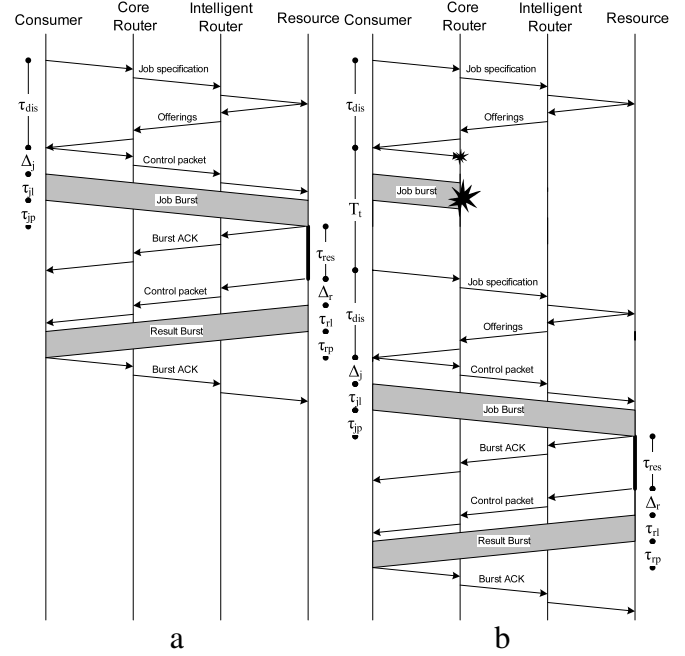 Consumer
Core
Router
Intelligent
Router
Resource
Job specification
τdis
Offerings
Δj
Control packet
τjl
Job Burst
τjp
Burst ACK
τres
Control packet
Δr
τrl
Result Burst
τrp
Burst ACK
a
Consumer
Core
Router
Intelligent
Router
Resource
Job specification
τdis
Offerings
Job burst
Tt
Job specification
τdis
Offerings
Δj
Control packet
τjl
Job Burst
τjp
Burst ACK
τres
Control packet
Δr
τrl
Result Burst
τrp
Burst ACK
b